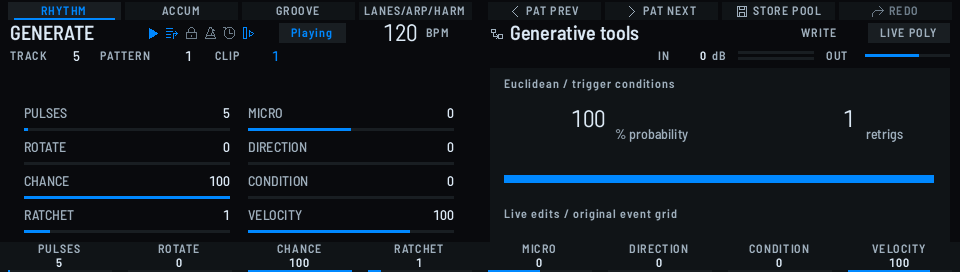 RHYTHM ACCUM GROOVE LANES/ARP/HARM PAT PREV PAT NEXT STORE POOL REDO
GENERATE Playing 120 BPM Generative tools WRITE LIVE POLY
TRACK 5 PATTERN 1 CLIP 1 IN 0 dB OUT
Euclidean / trigger conditions
PULSES 5 MICRO 0 100 % probability 1 retrigs
ROTATE 0 DIRECTION 0
CHANCE 100 CONDITION 0
RATCHET 1 VELOCITY 100 Live edits / original event grid
PULSES ROTATE CHANCE RATCHET MICRO DIRECTION CONDITION VELOCITY
5 0 100 1 0 0 0 100